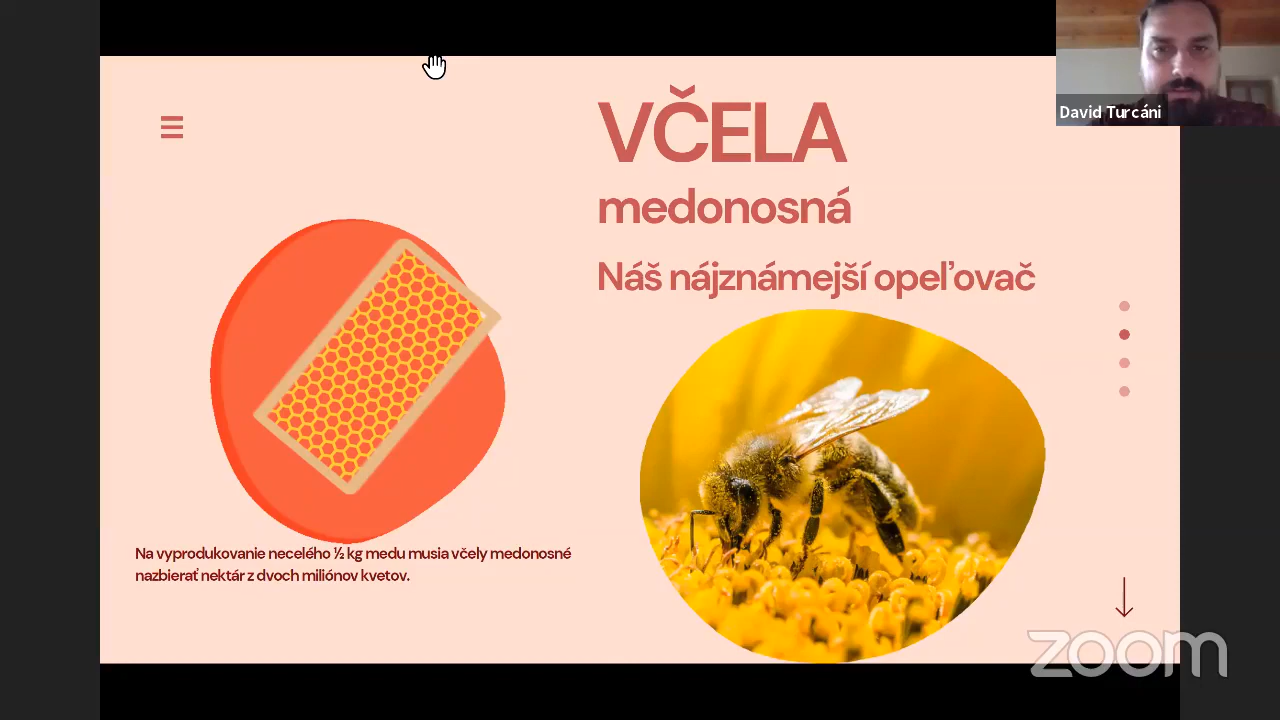 David Turcáni
VČELA
medonosná
Náš nájznámejší opeľovač
Na vyprodukovanie necelého ½ kg medu musia včely medonosné
nazbierať nektár z dvoch miliónov kvetov.
zoom